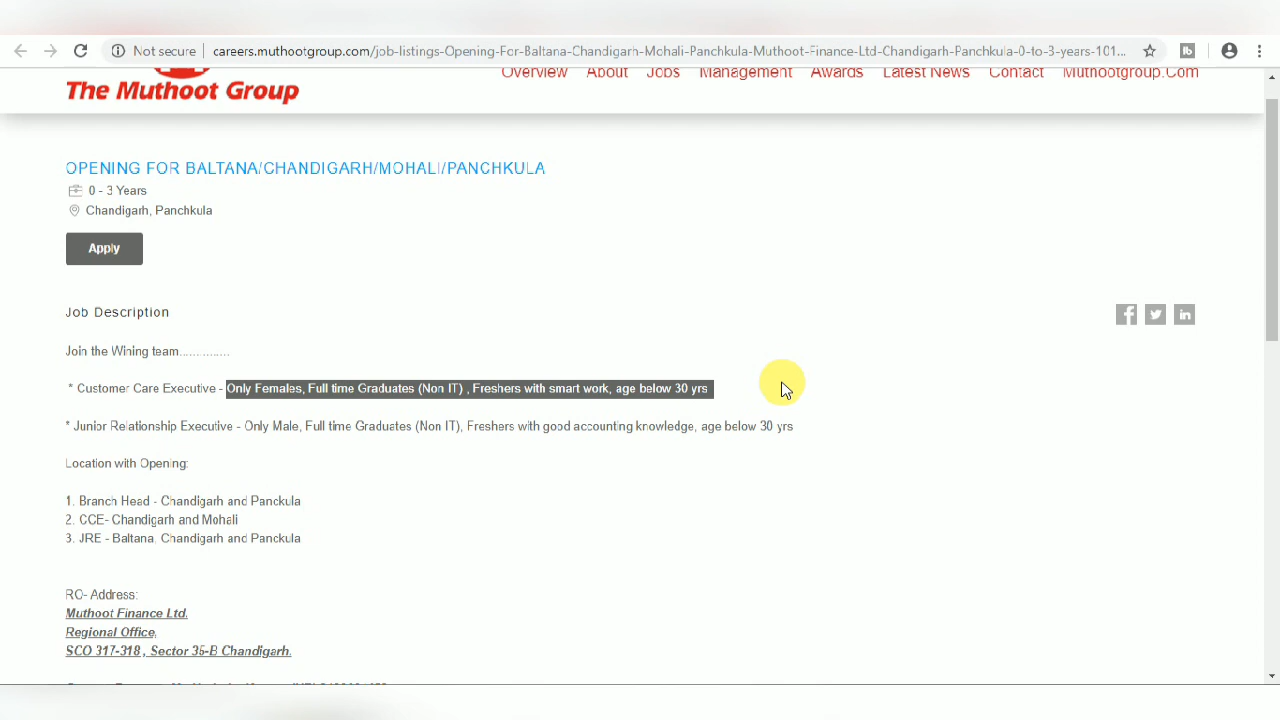 Not secure | careers.muthootgroup.com/job-listings-Opening-For-Baltana-Chandigarh-Mohali-Panchkula-Muthoot-Finance-Ltd-Chandigarh-Panchkula-0-to-3-years-101...
The Muthoot Group
Overview About Jobs Management Awards Latest News Contact Muthootgroup.Com
OPENING FOR BALTANA/CHANDIGARH/MOHALI/PANCHKULA
0 - 3 Years
Chandigarh, Panchkula
Apply
Job Description
Join the Wining team..............
* Customer Care Executive - Only Females, Full time Graduates (Non IT) , Freshers with smart work, age below 30 yrs
* Junior Relationship Executive - Only Male, Full time Graduates (Non IT), Freshers with good accounting knowledge, age below 30 yrs
Location with Opening:
1. Branch Head - Chandigarh and Panckula
2. CCE- Chandigarh and Mohali
3. JRE - Baltana, Chandigarh and Panckula
RO- Address:
Muthoot Finance Ltd.
Regional Office,
SCO 317-318 , Sector 35-B Chandigarh.